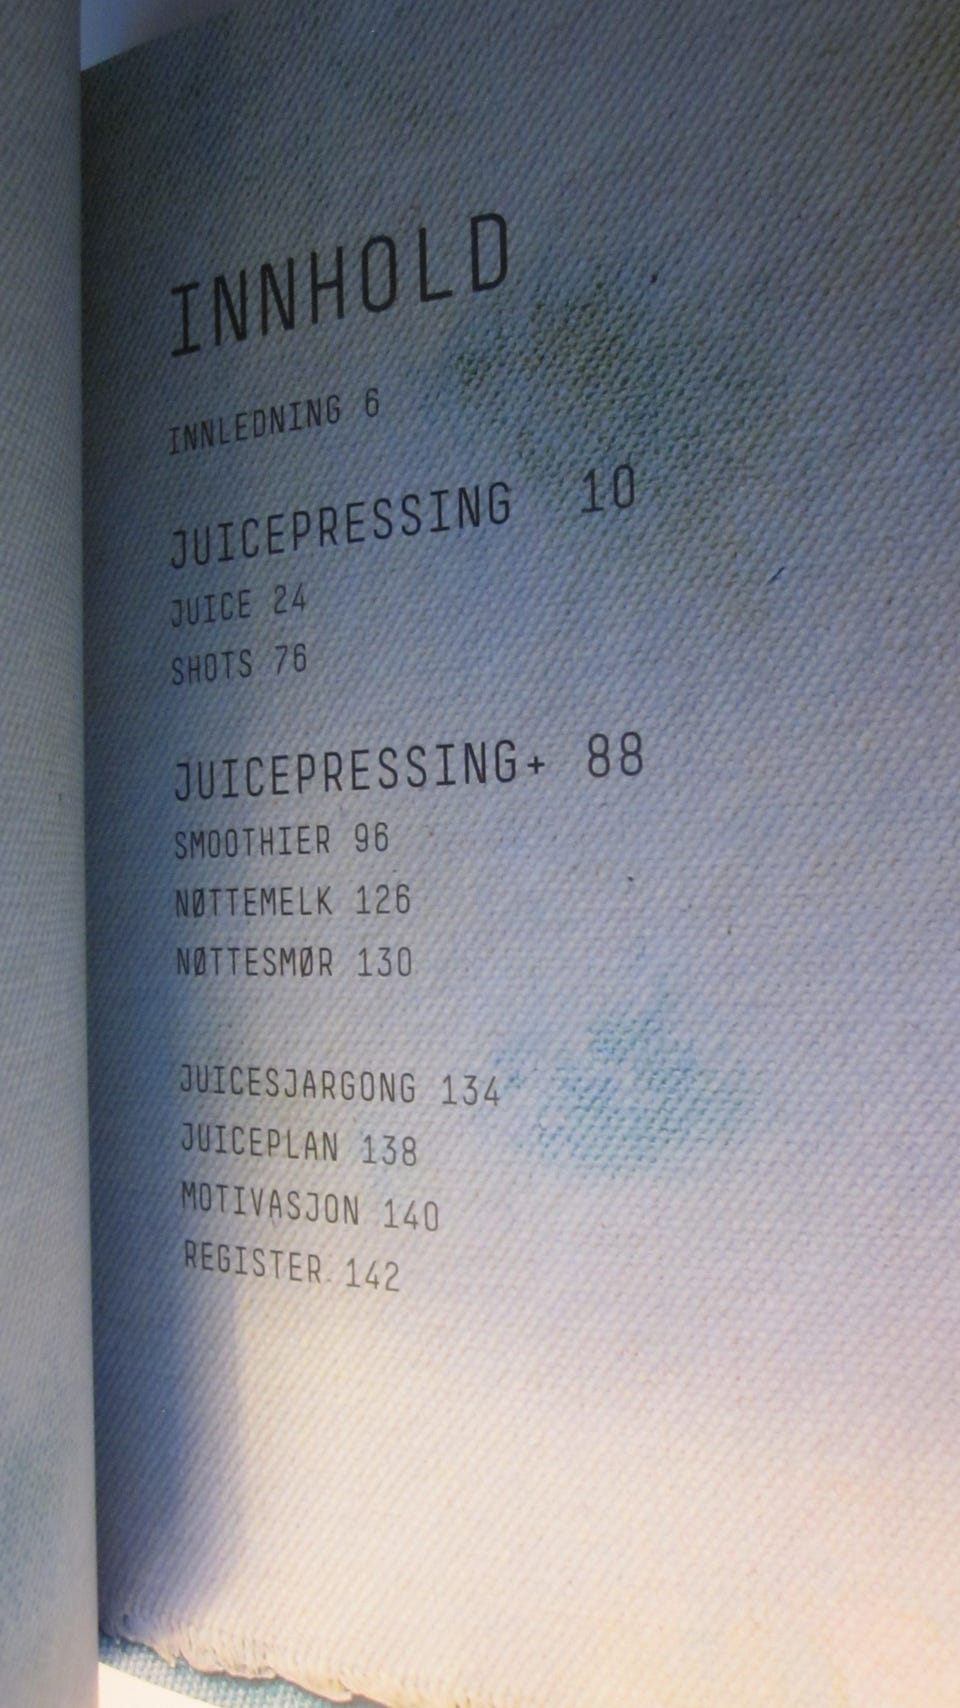 INNHOLD
INNLEDNING 6
JUICEPRESSING 10
JUICE 24
SHOTS 76
JUICEPRESSING+ 88
SMOOTHIER 96
NØTTEMELK 126
NØTTESMØR 130
JUICESJARGONG 134
JUICEPLAN 138
MOTIVASJON 140
REGISTER 142